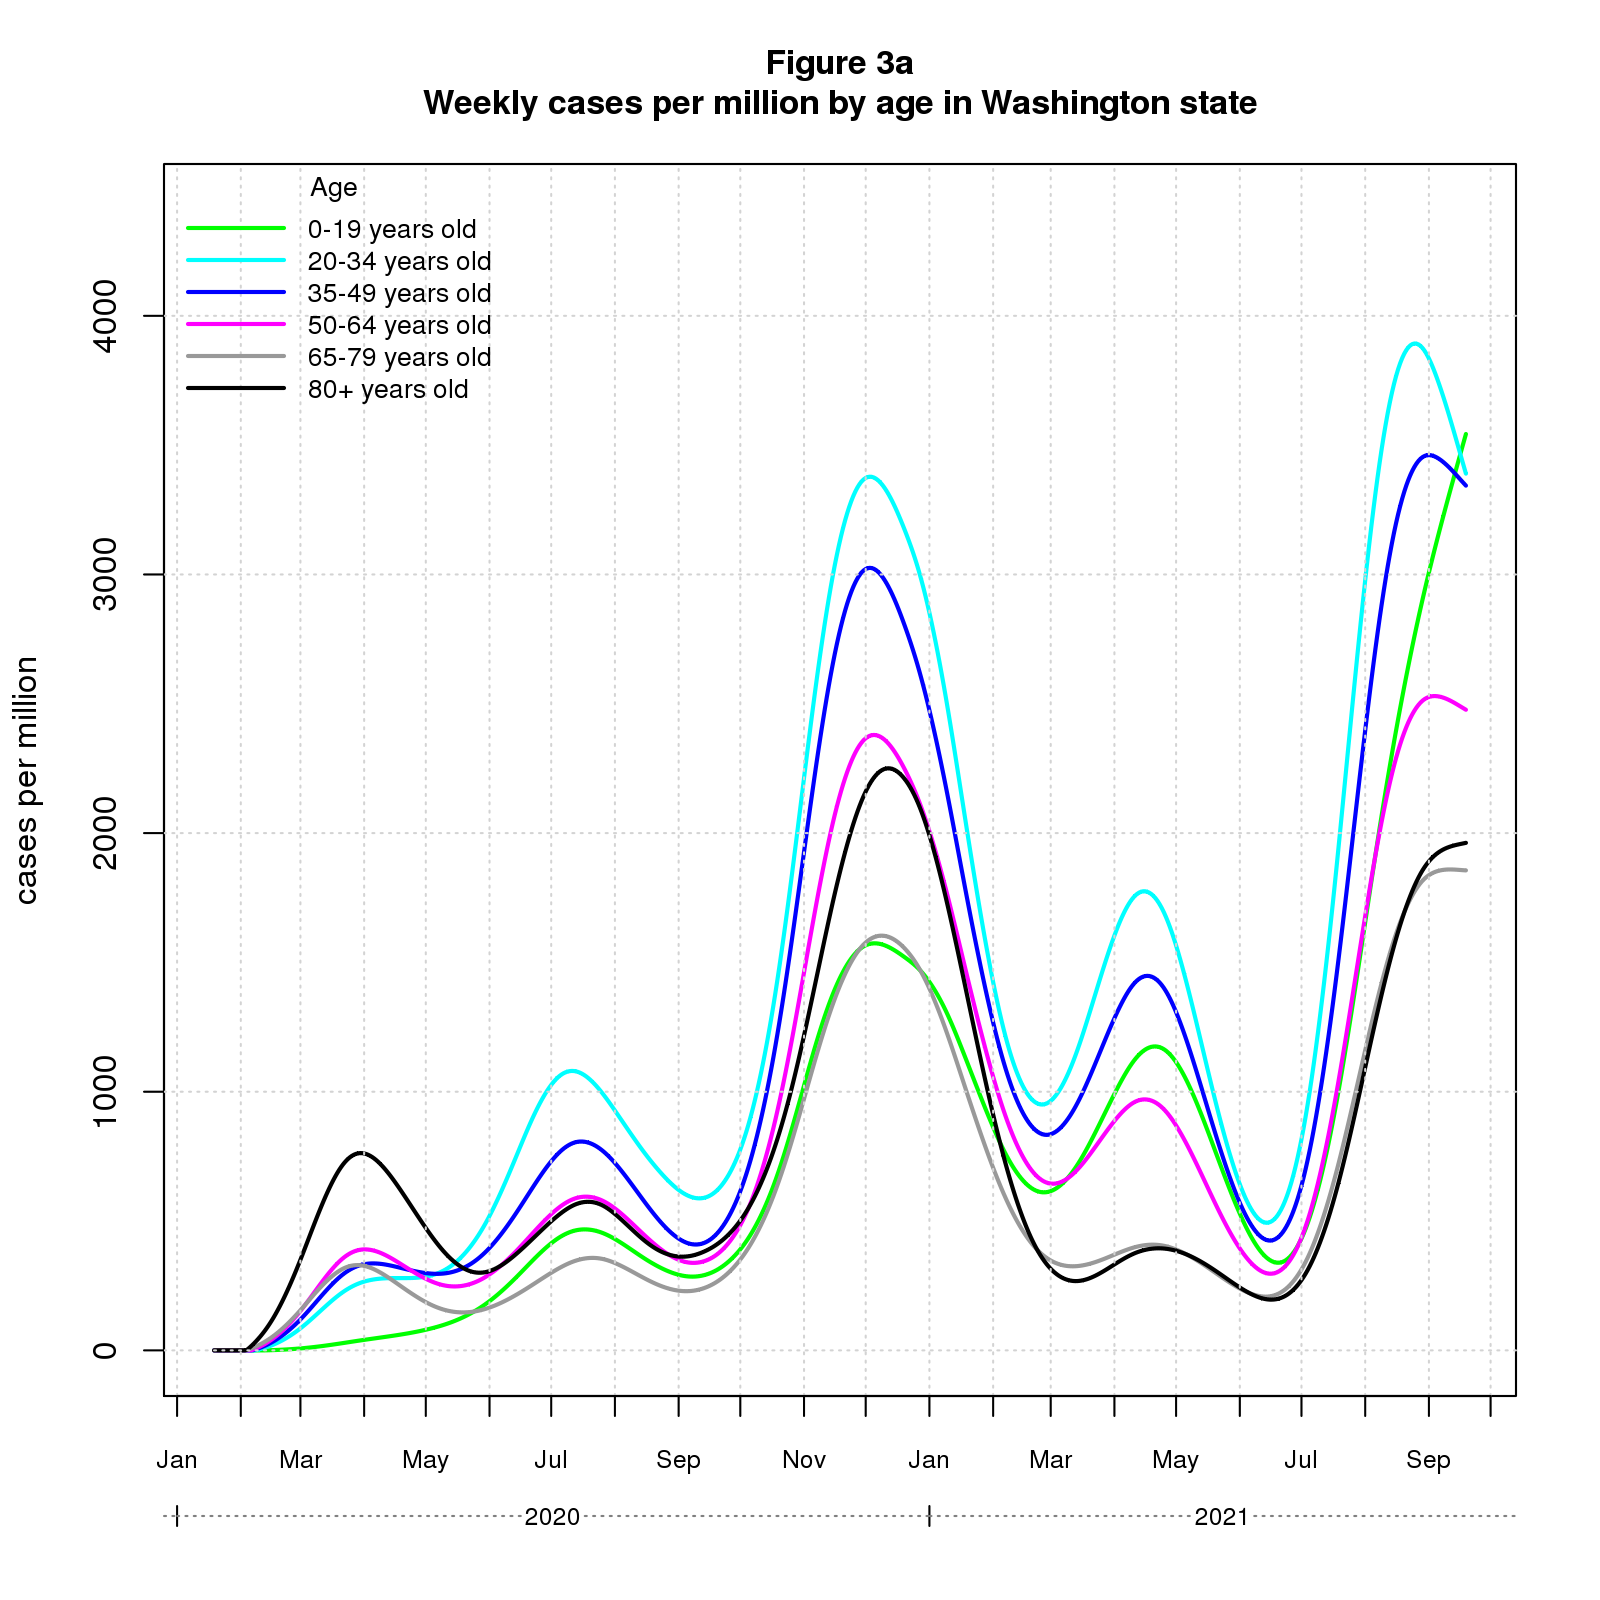 Figure 3a
Weekly cases per million by age in Washington state
Age
0-19 years old
20-34 years old
35-49 years old
50-64 years old
65-79 years old
80+ years old
cases per million
4000
3000
2000
1000
0
Jan Mar May Jul Sep Nov Jan Mar May Jul Sep
2020 2021